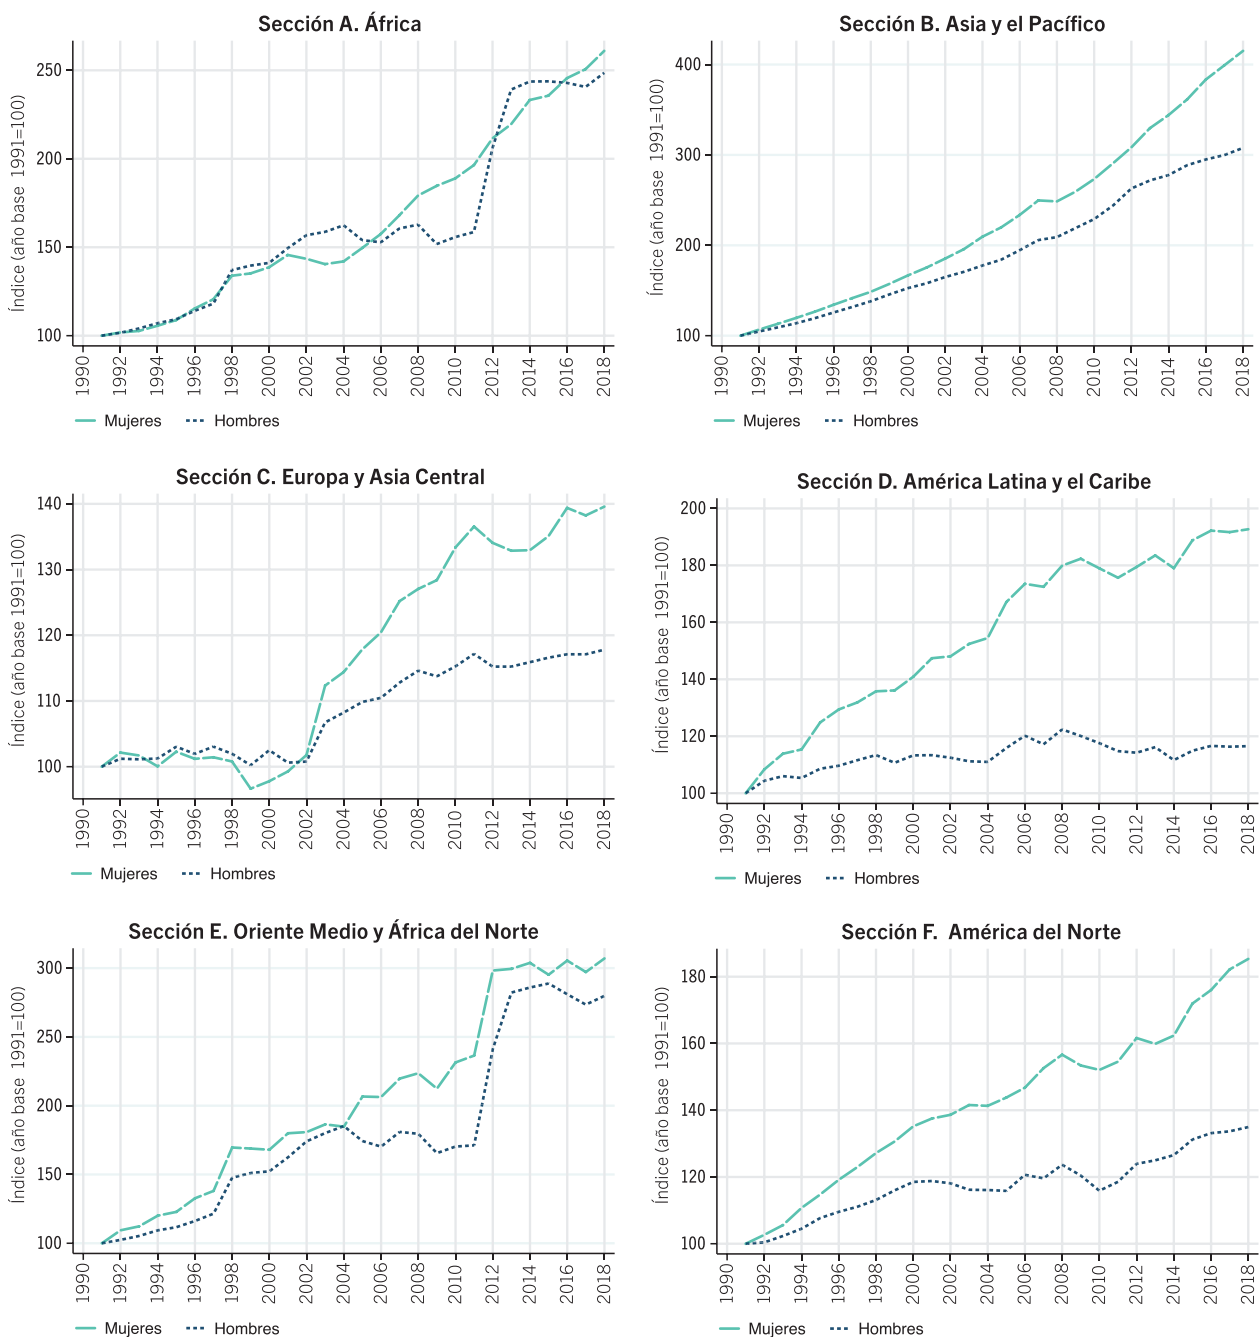 Sección A. África
Índice (año base 1991=100)
250
200
150
100
1990 1992 1994 1996 1998 2000 2002 2004 2006 2008 2010 2012 2014 2016 2018
Mujeres Hombres
Sección B. Asia y el Pacífico
Índice (año base 1991=100)
400
300
200
100
1990 1992 1994 1996 1998 2000 2002 2004 2006 2008 2010 2012 2014 2016 2018
Mujeres Hombres
Sección C. Europa y Asia Central
Índice (año base 1991=100)
140
130
120
110
100
1990 1992 1994 1996 1998 2000 2002 2004 2006 2008 2010 2012 2014 2016 2018
Mujeres Hombres
Sección D. América Latina y el Caribe
Índice (año base 1991=100)
200
180
160
140
120
100
1990 1992 1994 1996 1998 2000 2002 2004 2006 2008 2010 2012 2014 2016 2018
Mujeres Hombres
Sección E. Oriente Medio y África del Norte
Índice (año base 1991=100)
300
250
200
150
100
1990 1992 1994 1996 1998 2000 2002 2004 2006 2008 2010 2012 2014 2016 2018
Mujeres Hombres
Sección F. América del Norte
Índice (año base 1991=100)
180
160
140
120
100
1990 1992 1994 1996 1998 2000 2002 2004 2006 2008 2010 2012 2014 2016 2018
Mujeres Hombres